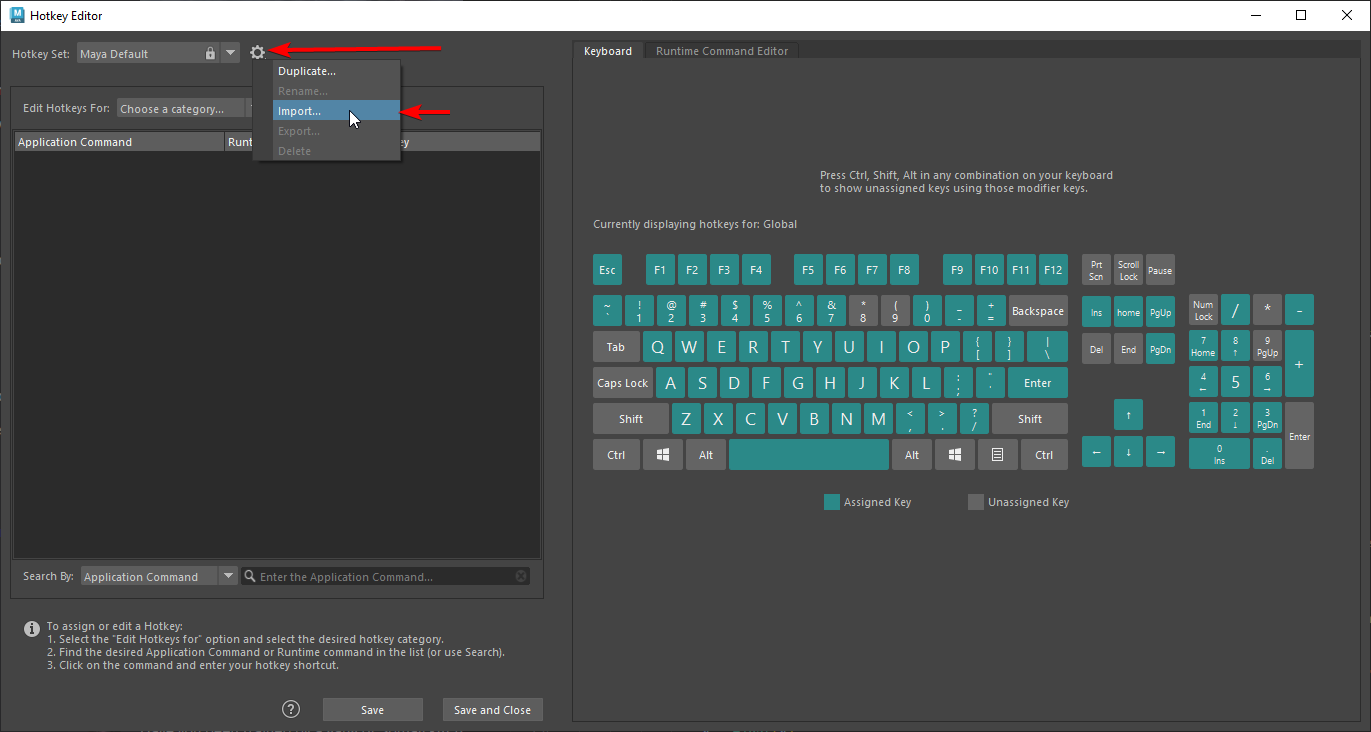 Hotkey Editor
Hotkey Set: Maya Default
Duplicate...
Rename...
Import...
Export...
Delete
Edit Hotkeys For: Choose a category...
Application Command
Search By: Application Command Enter the Application Command...
To assign or edit a Hotkey:
1. Select the "Edit Hotkeys for" option and select the desired hotkey category.
2. Find the desired Application Command or Runtime command in the list (or use Search).
3. Click on the command and enter your hotkey shortcut.
? Save Save and Close
Keyboard Runtime Command Editor
Press Ctrl, Shift, Alt in any combination on your keyboard
to show unassigned keys using those modifier keys.
Currently displaying hotkeys for: Global
Esc F1 F2 F3 F4 F5 F6 F7 F8 F9 F10 F11 F12 Prt Scn Scroll Lock Pause
~ ` ! 1 @ 2 # 3 $ 4 % 5 ^ 6 & 7 * 8 ( 9 ) 0 _ - + = Backspace Ins home PgUp Num Lock / * -
Tab Q W E R T Y U I O P { [ } ] | \ Del End PgDn 7 Home 8 ↑ 9 PgUp +
Caps Lock A S D F G H J K L : ; " ' Enter 4 ← 5 6 →
Shift Z X C V B N M < , > . ? / Shift ↑ 1 End 2 ↓ 3 PgDn Enter
Ctrl Alt Alt Ctrl ← ↓ → 0 Ins . Del
Assigned Key Unassigned Key